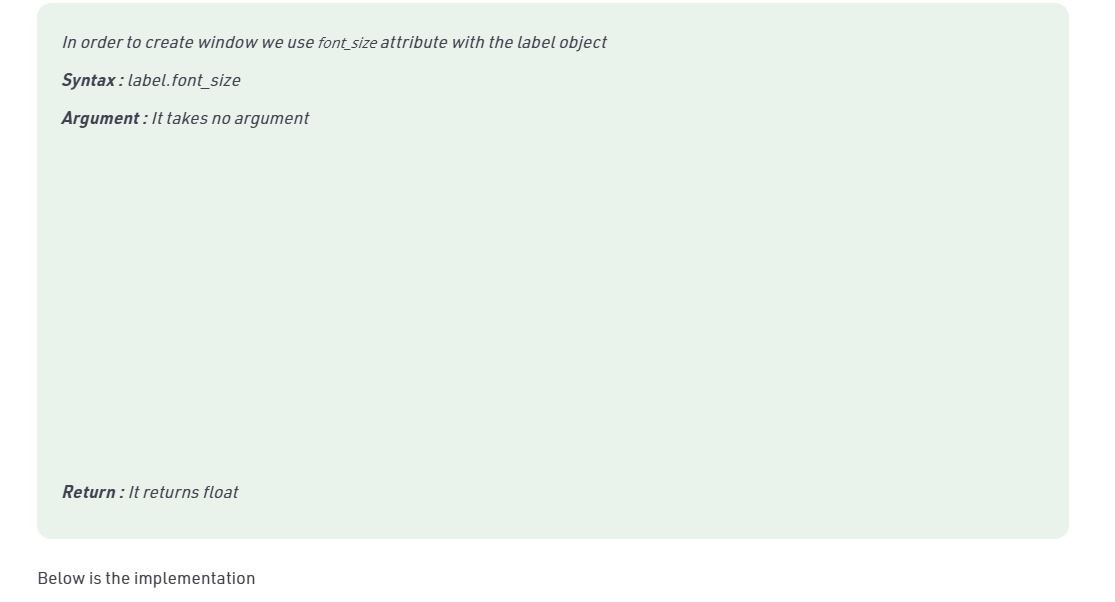 In order to create window we use font_size attribute with the label object
Syntax : label.font_size
Argument : It takes no argument
Return : It returns float
Below is the implementation